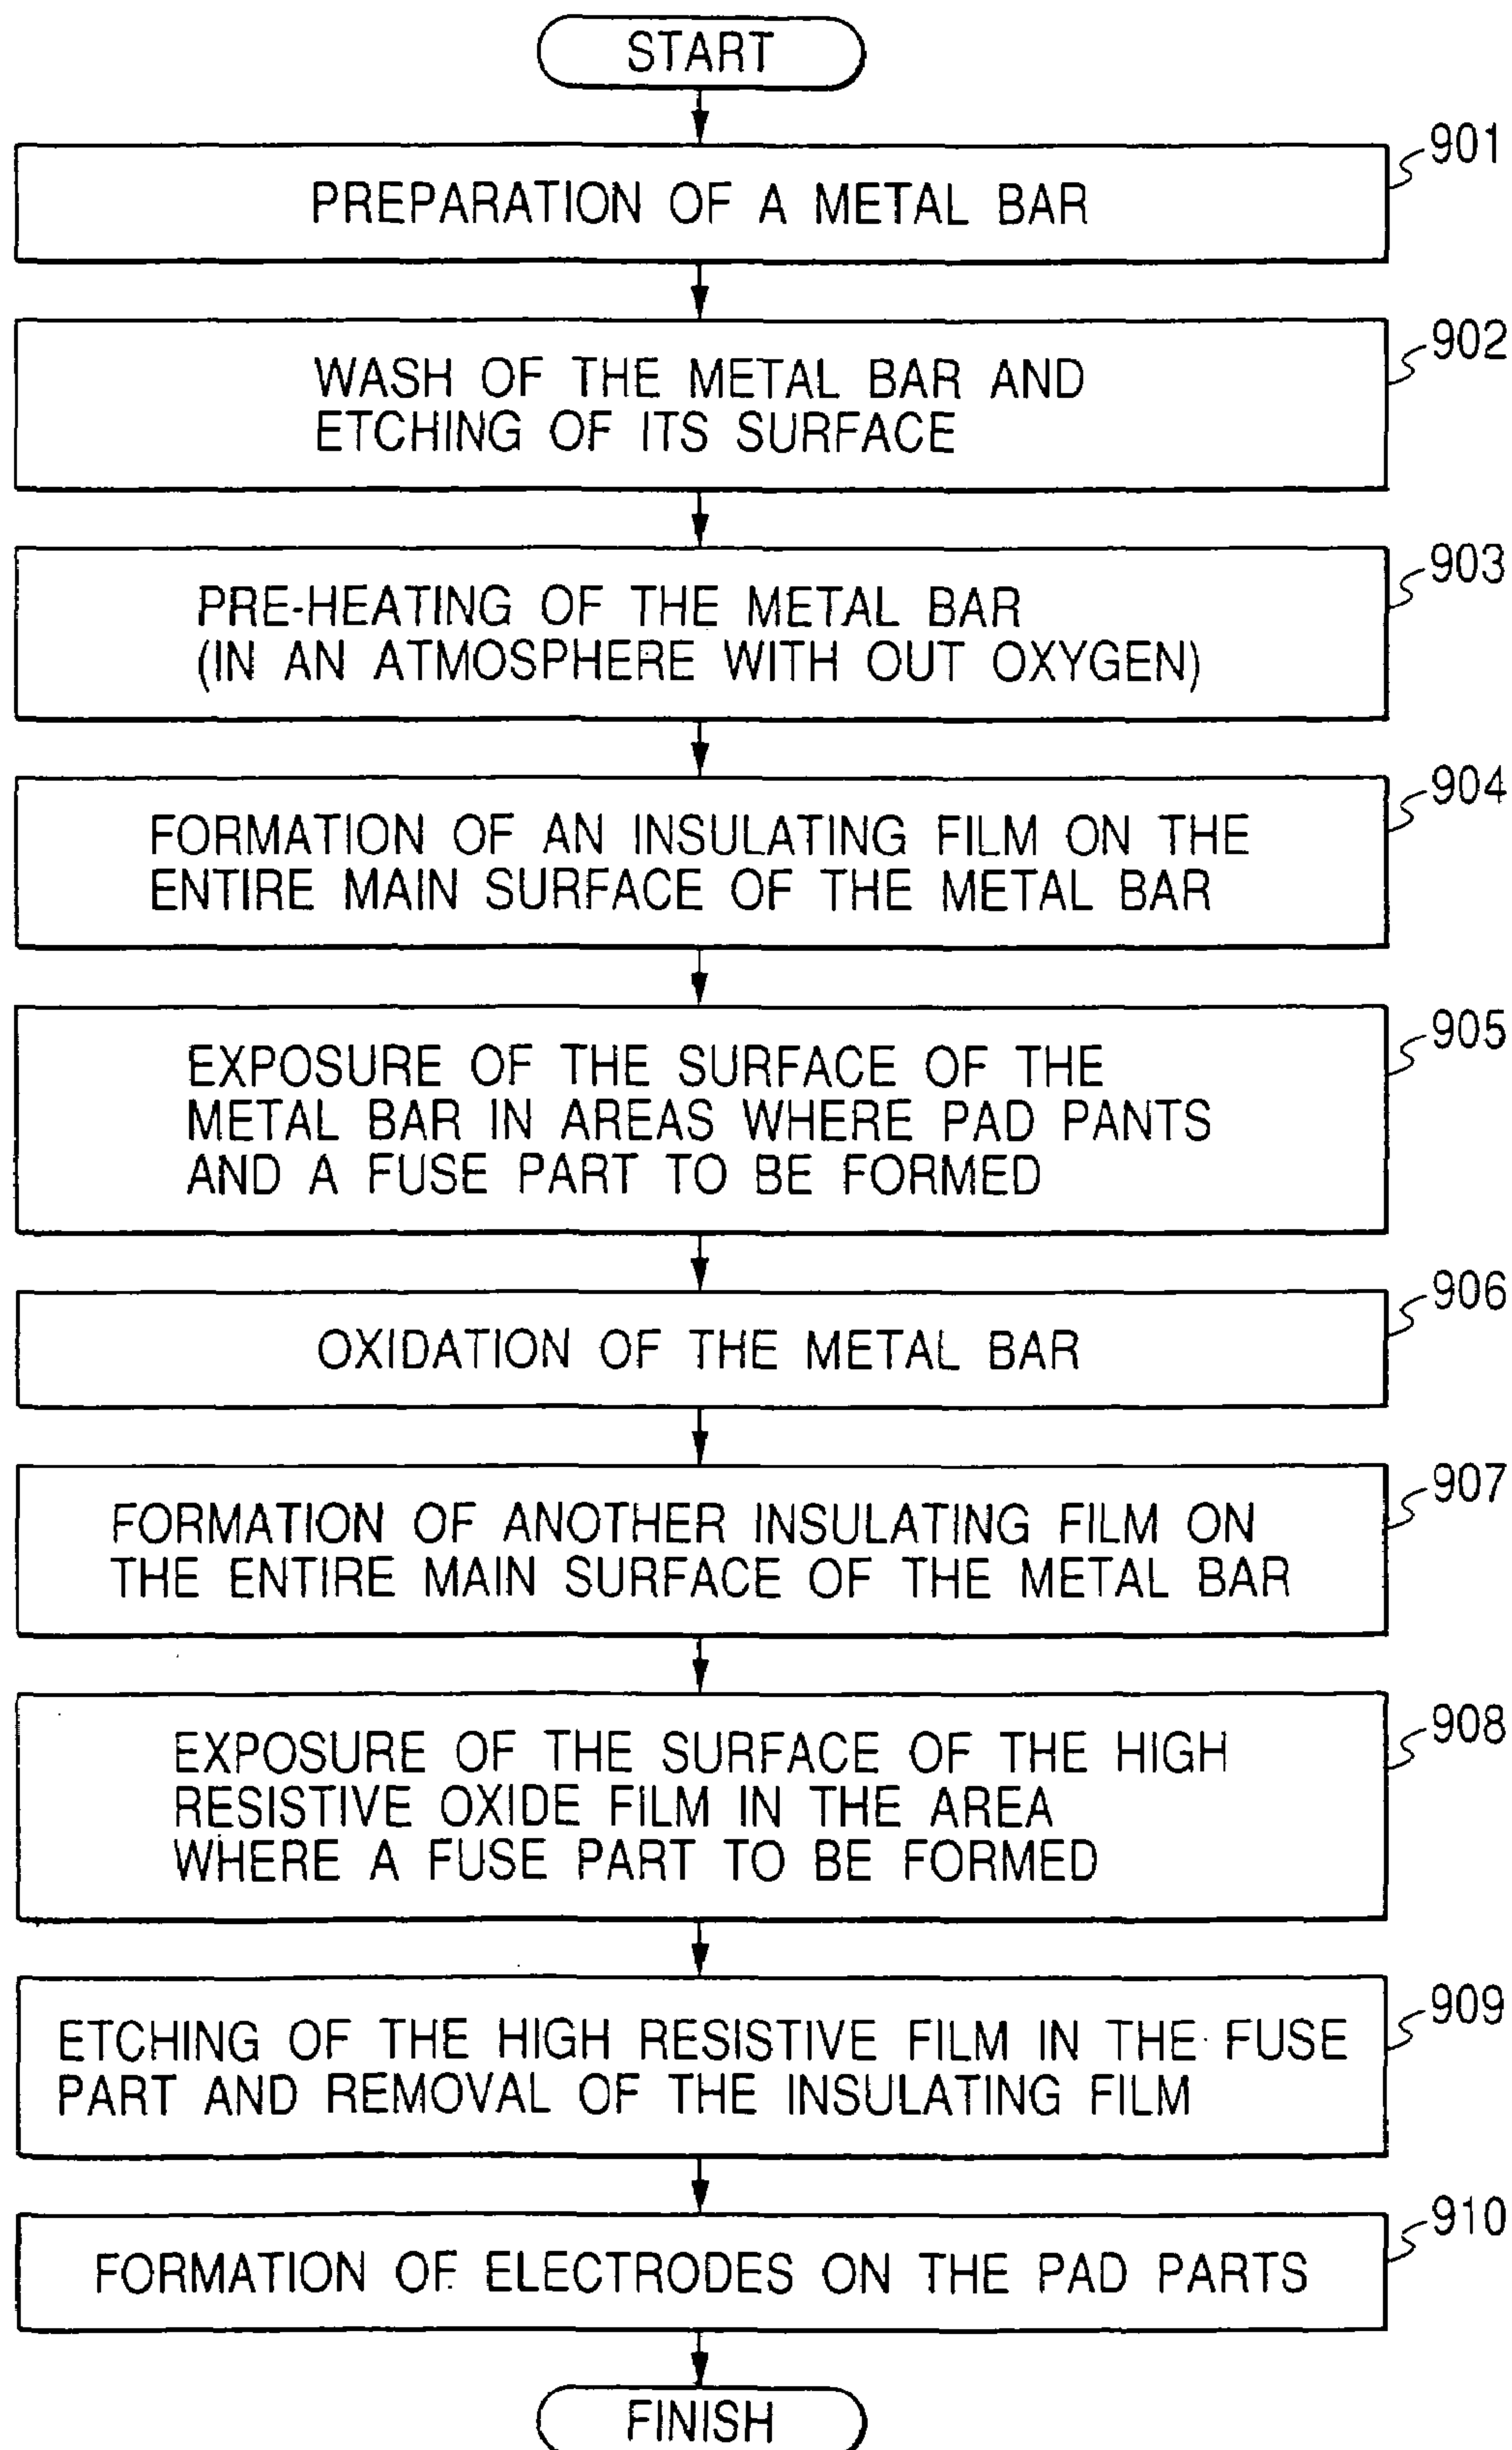 START
901
PREPARATION OF A METAL BAR
902
WASH OF THE METAL BAR AND
ETCHING OF ITS SURFACE
903
PRE-HEATING OF THE METAL BAR
(IN AN ATMOSPHERE WITH OUT OXYGEN)
904
FORMATION OF AN INSULATING FILM ON THE
ENTIRE MAIN SURFACE OF THE METAL BAR
905
EXPOSURE OF THE SURFACE OF THE
METAL BAR IN AREAS WHERE PAD PANTS
AND A FUSE PART TO BE FORMED
906
OXIDATION OF THE METAL BAR
907
FORMATION OF ANOTHER INSULATING FILM ON
THE ENTIRE MAIN SURFACE OF THE METAL BAR
908
EXPOSURE OF THE SURFACE OF THE HIGH
RESISTIVE OXIDE FILM IN THE AREA
WHERE A FUSE PART TO BE FORMED
909
ETCHING OF THE HIGH RESISTIVE FILM IN THE FUSE
PART AND REMOVAL OF THE INSULATING FILM
910
FORMATION OF ELECTRODES ON THE PAD PARTS
FINISH